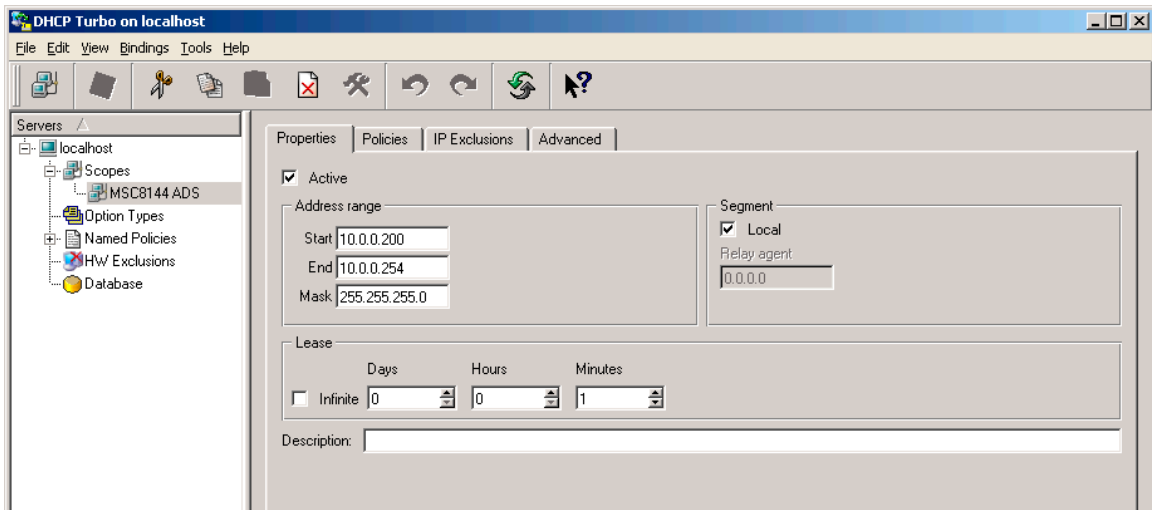 DHCP Turbo on localhost
File Edit View Bindings Tools Help
Servers
localhost
Scopes
MSC8144 ADS
Option Types
Named Policies
HW Exclusions
Database
Properties Policies IP Exclusions Advanced
Active
Address range
Start 10.0.0.200
End 10.0.0.254
Mask 255.255.255.0
Segment
Local
Relay agent
0.0.0.0
Lease
Days Hours Minutes
Infinite 0 0 1
Description: